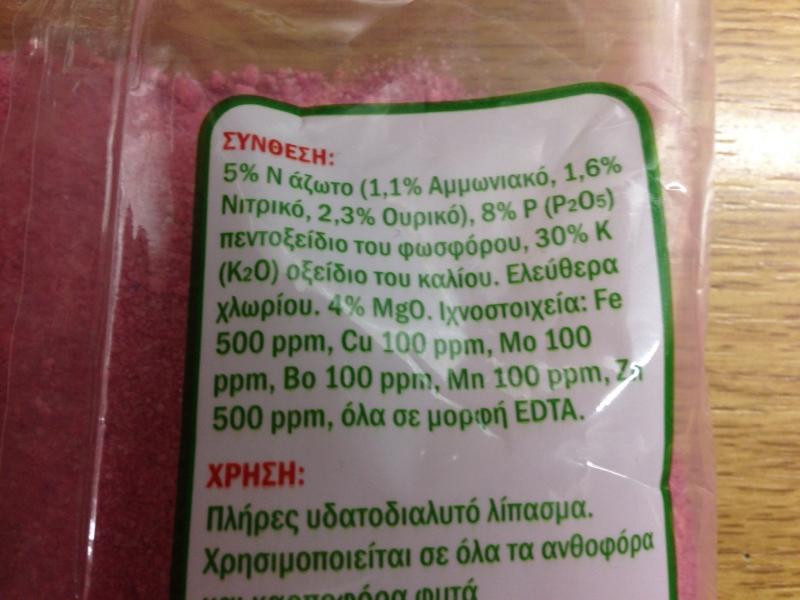 ΣΥΝΘΕΣΗ:
5% N άζωτο (1,1% Αμμωνιακό, 1,6%
Νιτρικό, 2,3% Ουρικό), 8% P (P2O5)
πεντοξείδιο του φωσφόρου, 30% K
(K2O) οξείδιο του καλίου. Ελεύθερα
χλωρίου. 4% MgO. Ιχνοστοιχεία: Fe
500 ppm, Cu 100 ppm, Mo 100
ppm, Bo 100 ppm, Mn 100 ppm, Zn
500 ppm, όλα σε μορφή EDTA.
ΧΡΗΣΗ:
Πλήρες υδατοδιαλυτό λίπασμα.
Χρησιμοποιείται σε όλα τα ανθοφόρα
και καρποφόρα φυτά